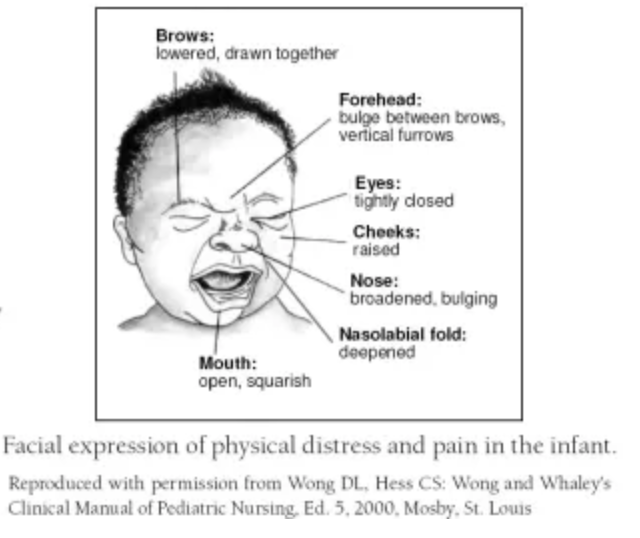 Brows:
lowered, drawn together
Forehead:
bulge between brows,
vertical furrows
Eyes:
tightly closed
Cheeks:
raised
Nose:
broadened, bulging
Nasolabial fold:
deepened
Mouth:
open, squarish
Facial expression of physical distress and pain in the infant.
Reproduced with permission from Wong DL, Hess CS: Wong and Whaley's
Clinical Manual of Pediatric Nursing, Ed. 5, 2000, Mosby, St. Louis